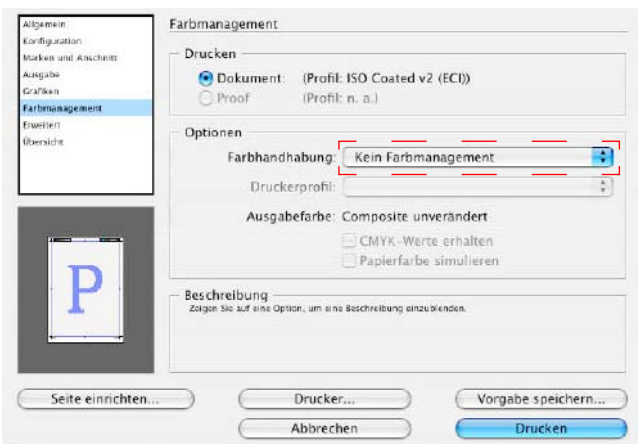 Allgemein
Konfiguration
Marken und Anschnitt
Ausgabe
Grafiken
Farbmanagement
Erweitert
Übersicht
P
Farbmanagement
Drucken
Dokument: (Profil: ISO Coated v2 (ECI))
Proof (Profil: n. a.)
Optionen
Farbhandhabung: Kein Farbmanagement
Druckerprofil:
Ausgabefarbe: Composite unverändert
CMYK-Werte erhalten
Papierfarbe simulieren
Beschreibung
Zeigen Sie auf eine Option, um eine Beschreibung einzublenden.
Seite einrichten... Drucker... Vorgabe speichern...
Abbrechen Drucken